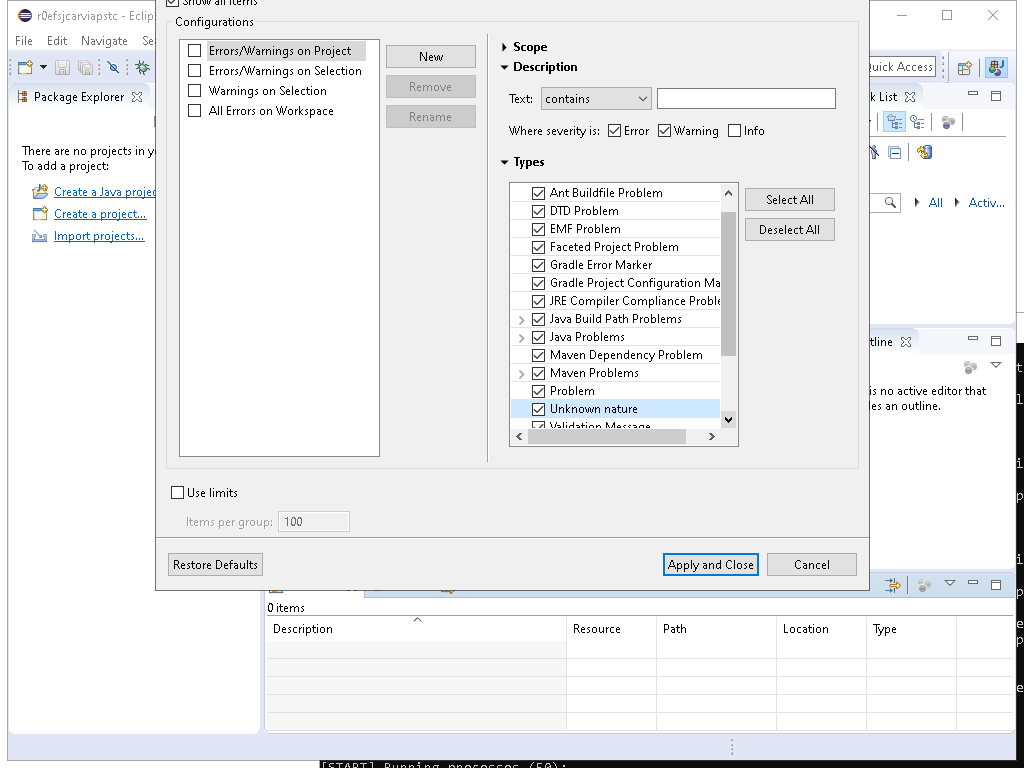 r0efsjcarviapstc - Eclip
Show all items
File Edit Navigate Se
Configurations
Errors/Warnings on Project
Errors/Warnings on Selection
Warnings on Selection
All Errors on Workspace
New
Remove
Rename
Scope
Description
Text: contains
Where severity is: Error Warning Info
Types
Ant Buildfile Problem
DTD Problem
EMF Problem
Faceted Project Problem
Gradle Error Marker
Gradle Project Configuration Ma
JRE Compiler Compliance Proble
Java Build Path Problems
Java Problems
Maven Dependency Problem
Maven Problems
Problem
Unknown nature
Validation Message
Select All
Deselect All
Use limits
Items per group: 100
Restore Defaults
Apply and Close
Cancel
Quick Access
Package Explorer
There are no projects in y
To add a project:
Create a Java projec
Create a project...
Import projects...
k List
All
Activ...
tline
is no active editor that
es an outline.
0 items
Description Resource Path Location Type
[START] Running processes (50):